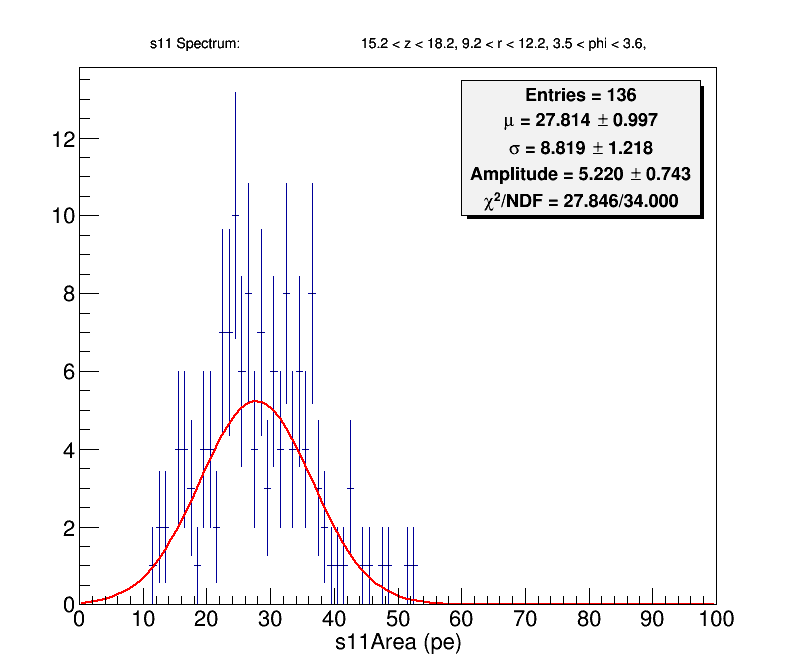 s11 Spectrum: 15.2 < z < 18.2, 9.2 < r < 12.2, 3.5 < phi < 3.6,
Entries = 136
μ = 27.814 ± 0.997
σ = 8.819 ± 1.218
Amplitude = 5.220 ± 0.743
χ²/NDF = 27.846/34.000
12
10
8
6
4
2
0
0 10 20 30 40 50 60 70 80 90 100
s11Area (pe)